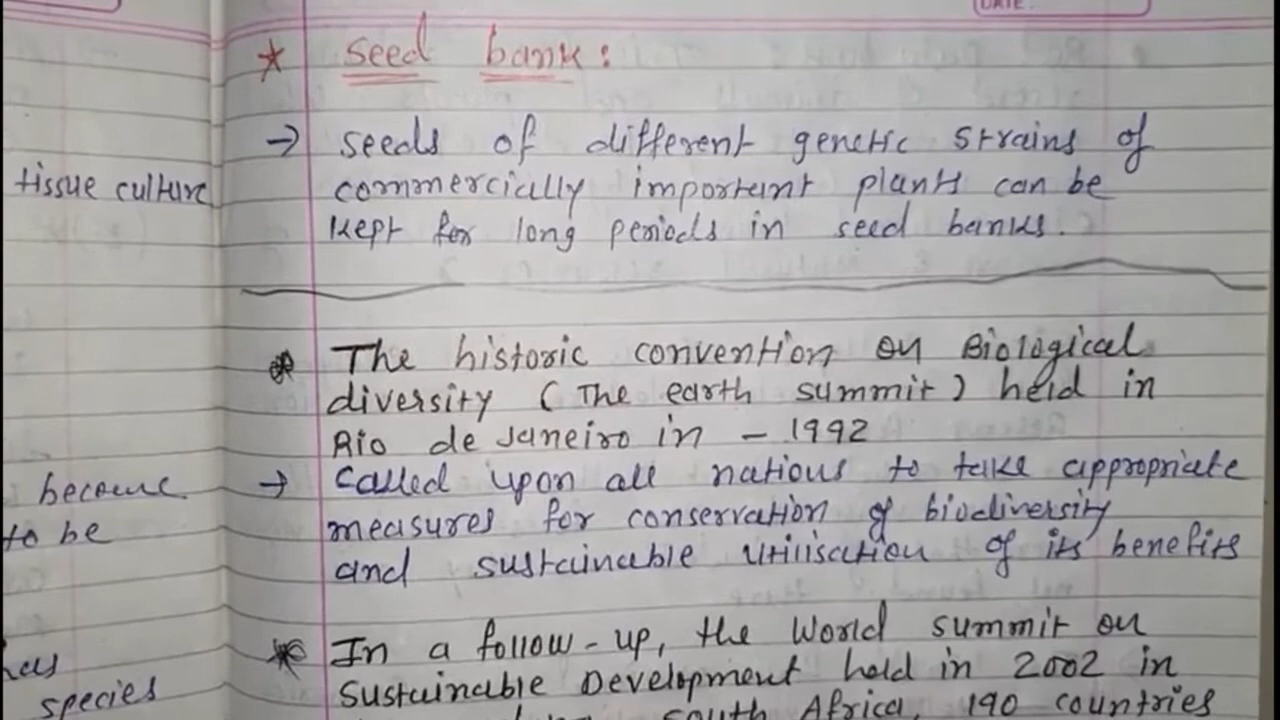 DATE
★ seed bank:
→ seeds of different genetic strains of
commercially important plants can be
kept for long periods in seed banks.
* The historic convention on Biological
diversity (The earth summit) held in
Rio de Janeiro in - 1992
→ Called upon all nations to take appropriate
measures for conservation of biodiversity
and sustainable utilisation of its benefits
* In a follow-up, the World summit on
Sustainable Development held in 2002 in
south Africa, 190 countries
tissue culture
become
to be
species